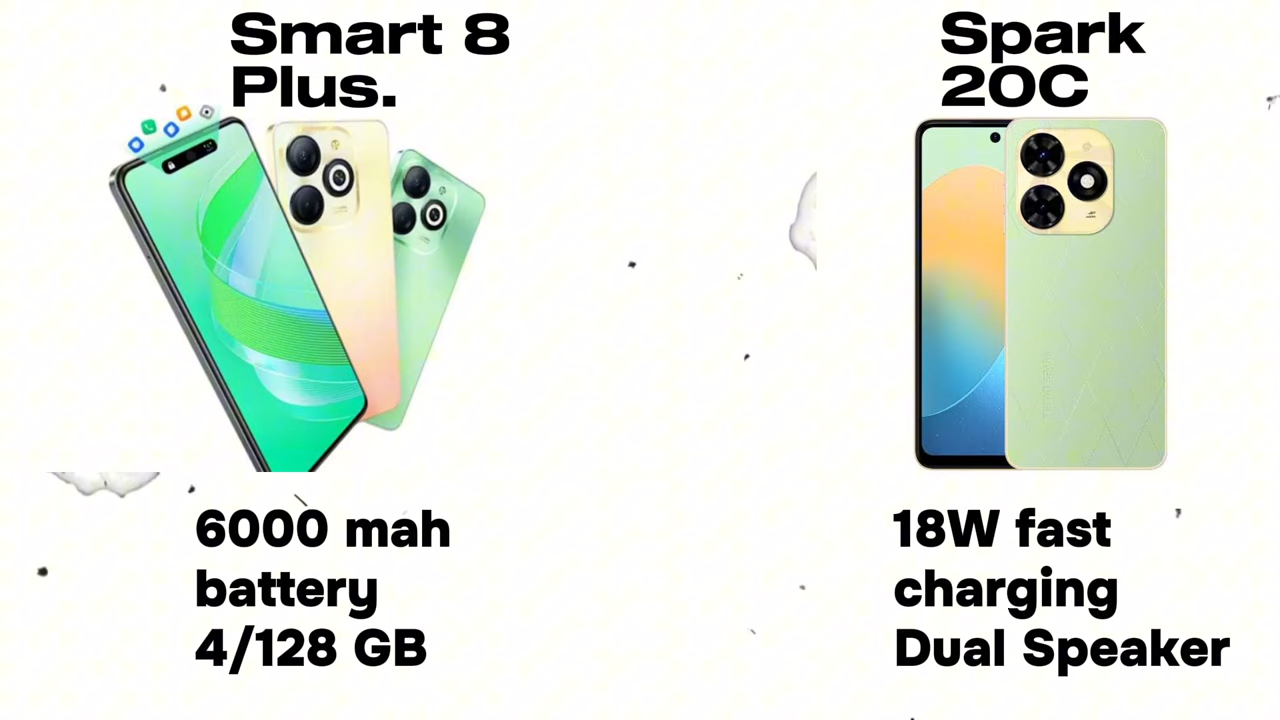 Smart 8
Plus.
6000 mah
battery
4/128 GB
Spark
20C
18W fast
charging
Dual Speaker